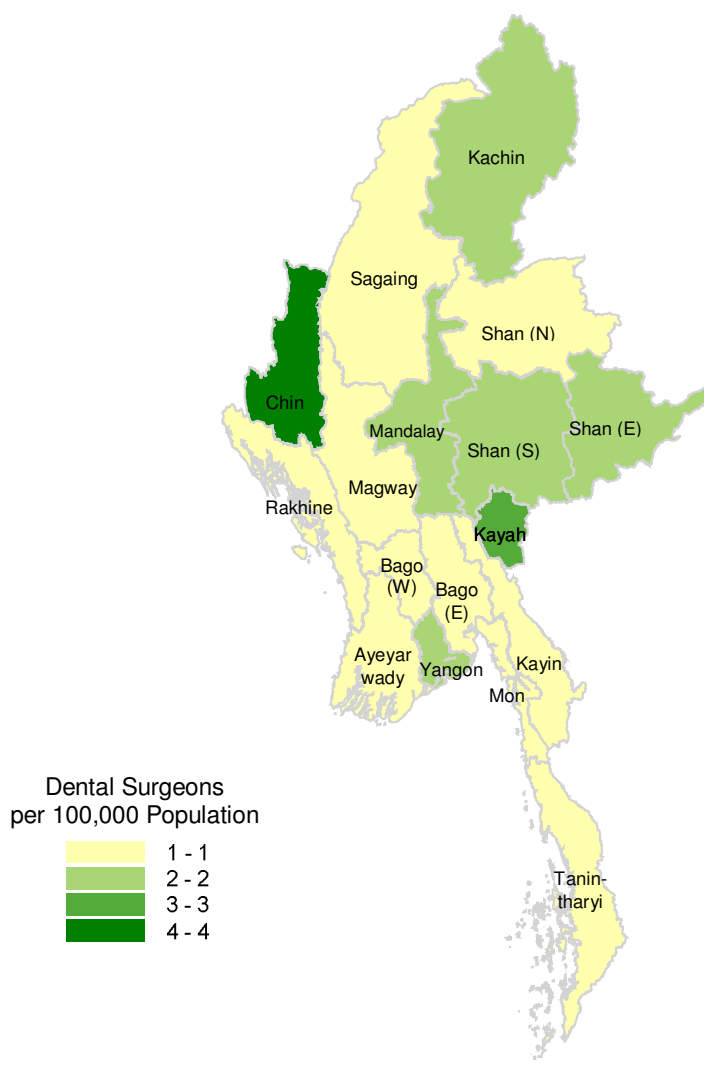 Kachin
Sagaing
Shan (N)
Chin
Mandalay
Shan (E)
Shan (S)
Magway
Rakhine
Kayah
Bago
(W)
Bago
(E)
Ayeyar
wady
Yangon
Kayin
Mon
Tanin-
tharyi
Dental Surgeons
per 100,000 Population
1 - 1
2 - 2
3 - 3
4 - 4